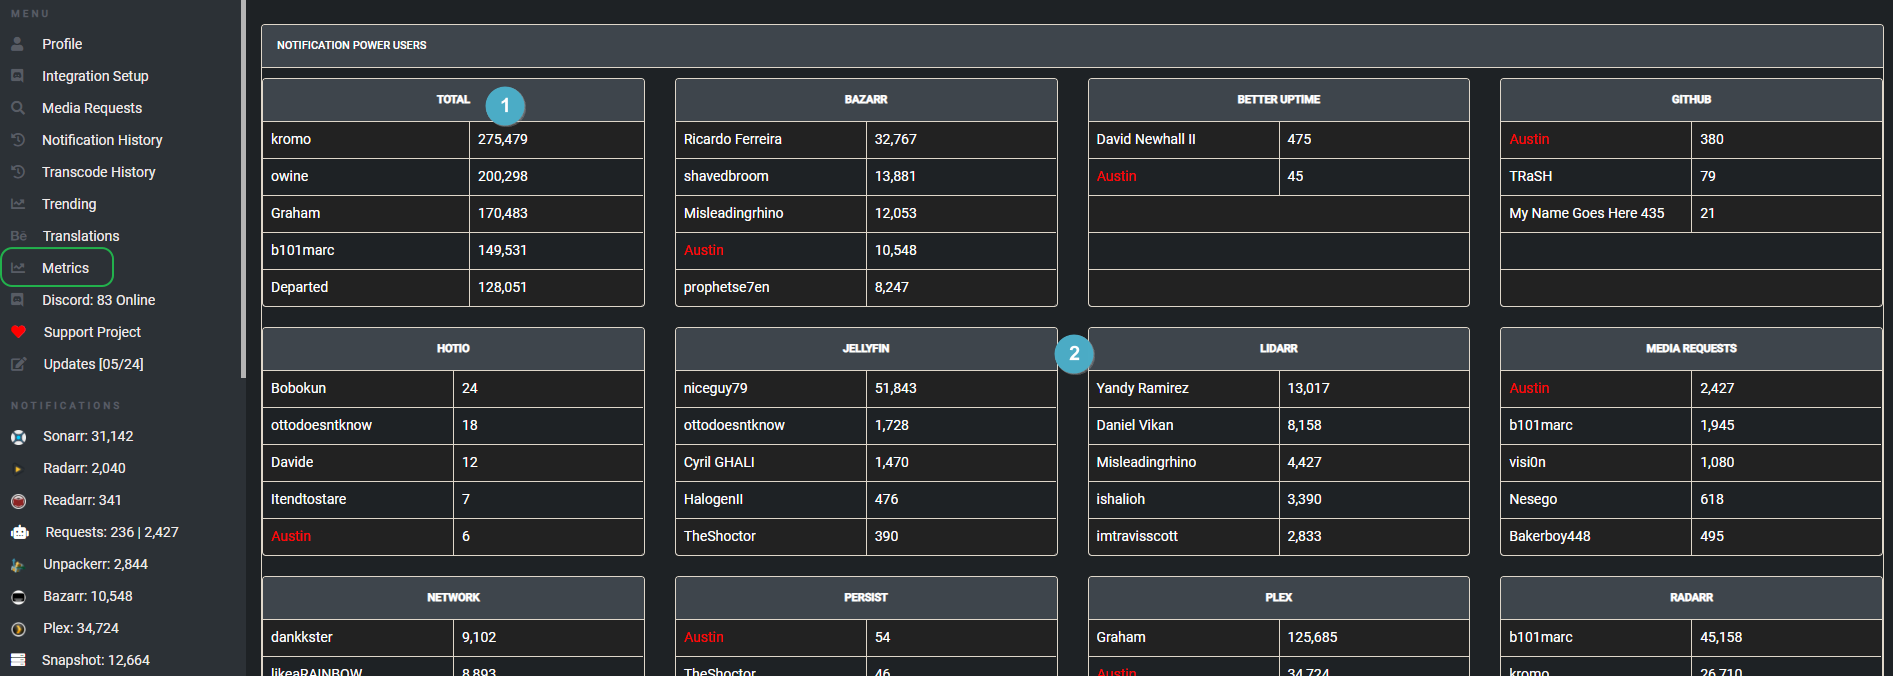 MENU
Profile
Integration Setup
Media Requests
Notification History
Transcode History
Trending
Bē Translations
Metrics
Discord: 83 Online
Support Project
Updates [05/24]
NOTIFICATIONS
Sonarr: 31,142
Radarr: 2,040
Readarr: 341
Requests: 236 | 2,427
Unpackerr: 2,844
Bazarr: 10,548
Plex: 34,724
Snapshot: 12,664
NOTIFICATION POWER USERS
TOTAL 1
kromo 275,479
owine 200,298
Graham 170,483
b101marc 149,531
Departed 128,051
BAZARR
Ricardo Ferreira 32,767
shavedbroom 13,881
Misleadingrhino 12,053
Austin 10,548
prophetse7en 8,247
BETTER UPTIME
David Newhall II 475
Austin 45
GITHUB
Austin 380
TRaSH 79
My Name Goes Here 435 21
HOTIO
Bobokun 24
ottodoesntknow 18
Davide 12
Itendtostare 7
Austin 6
JELLYFIN
niceguy79 51,843
ottodoesntknow 1,728
Cyril GHALI 1,470
HalogenII 476
TheShoctor 390
2
LIDARR
Yandy Ramirez 13,017
Daniel Vikan 8,158
Misleadingrhino 4,427
ishalioh 3,390
imtravisscott 2,833
MEDIA REQUESTS
Austin 2,427
b101marc 1,945
visi0n 1,080
Nesego 618
Bakerboy448 495
NETWORK
dankkster 9,102
likeaRAINBOW 8,893
PERSIST
Austin 54
TheShoctor 46
PLEX
Graham 125,685
Austin 34,724
RADARR
b101marc 45,158
kromo 26,710